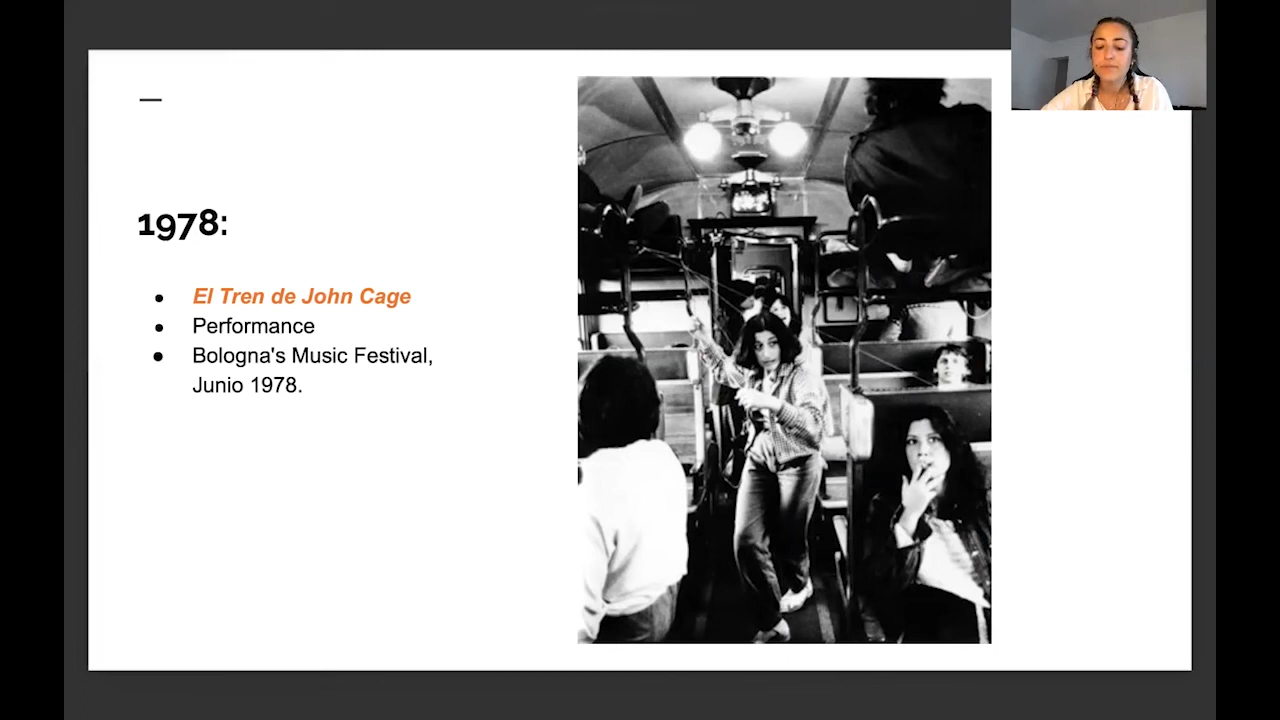 1978:
● El Tren de John Cage
● Performance
● Bologna's Music Festival,
Junio 1978.